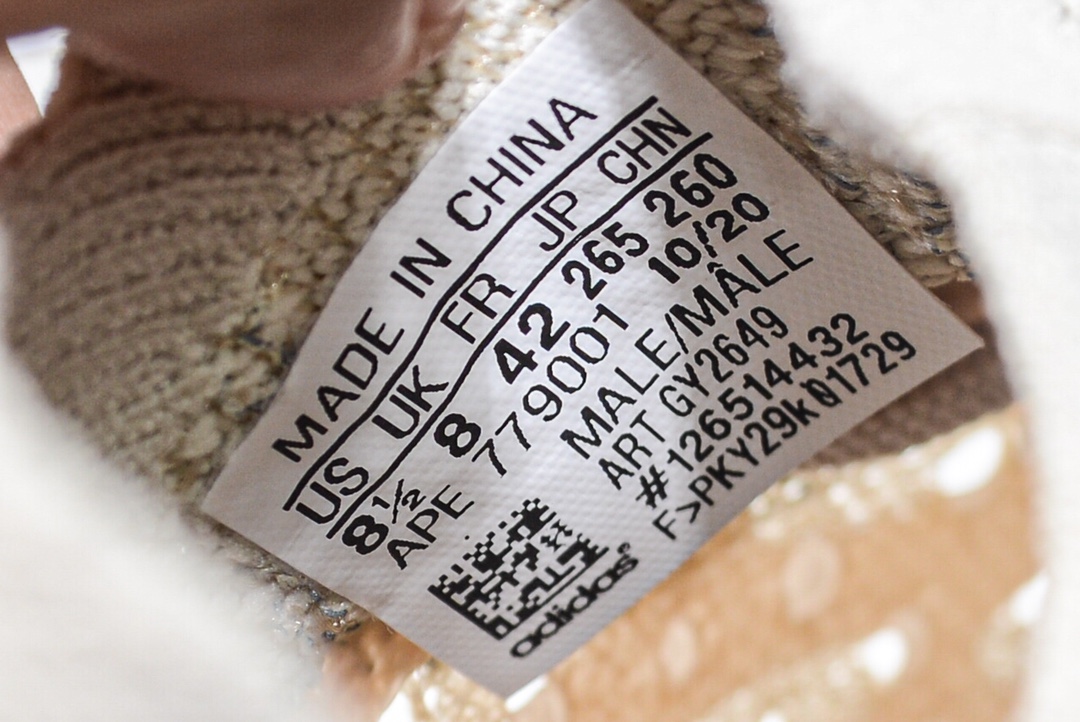 MADE IN CHINA
US UK FR JP CHN
8½ 8 42 265 260
APE 779001 10/20
MALE/MÂLE
ART GY2649
#126514432
F>PKY29K01729
adidas®